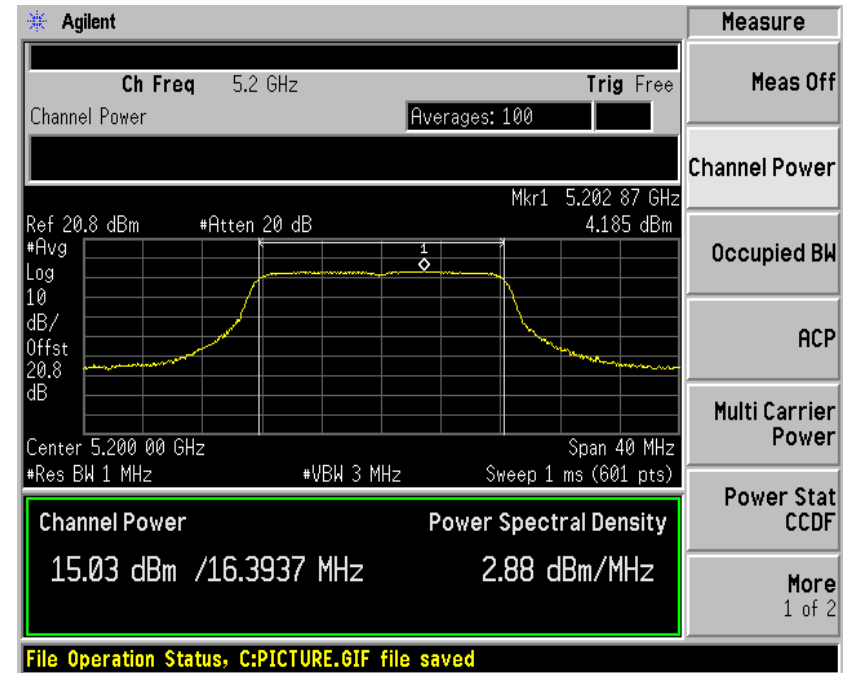 Agilent
Measure
Ch Freq 5.2 GHz Trig Free
Channel Power Averages: 100
Mkr1 5.202 87 GHz
Ref 20.8 dBm #Atten 20 dB 4.185 dBm
#Avg
Log
10
dB/
Offst
20.8
dB
1
Center 5.200 00 GHz Span 40 MHz
#Res BW 1 MHz #VBW 3 MHz Sweep 1 ms (601 pts)
Channel Power Power Spectral Density
15.03 dBm /16.3937 MHz 2.88 dBm/MHz
File Operation Status, C:PICTURE.GIF file saved
Meas Off
Channel Power
Occupied BW
ACP
Multi Carrier
Power
Power Stat
CCDF
More
1 of 2